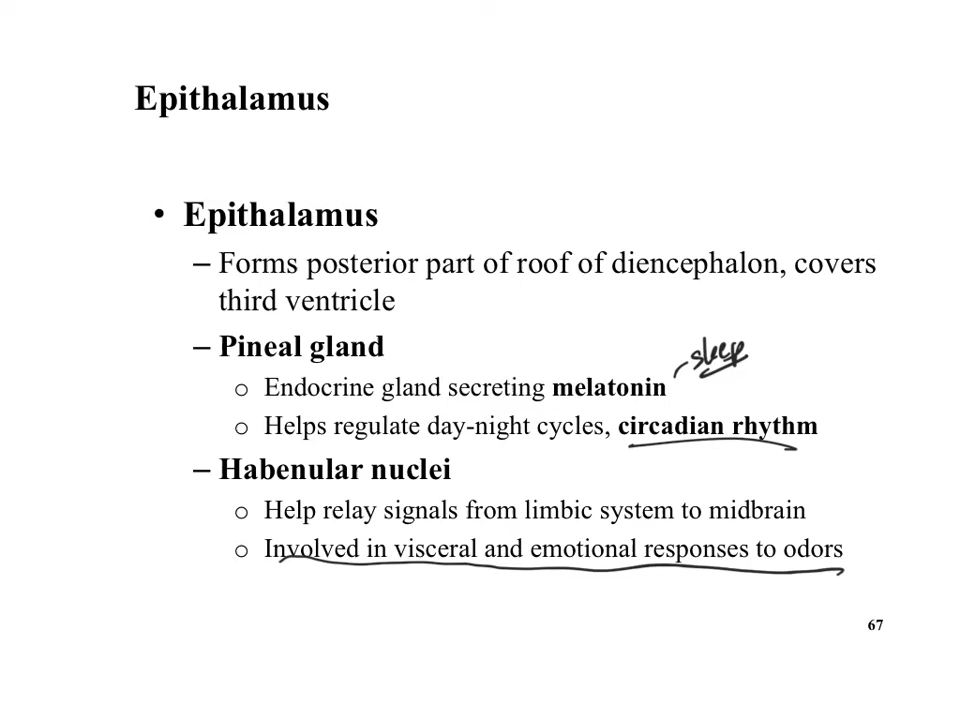 Epithalamus
• Epithalamus
– Forms posterior part of roof of diencephalon, covers
third ventricle
– Pineal gland
sleep
o Endocrine gland secreting melatonin
o Helps regulate day-night cycles, circadian rhythm
– Habenular nuclei
o Help relay signals from limbic system to midbrain
o Involved in visceral and emotional responses to odors
67